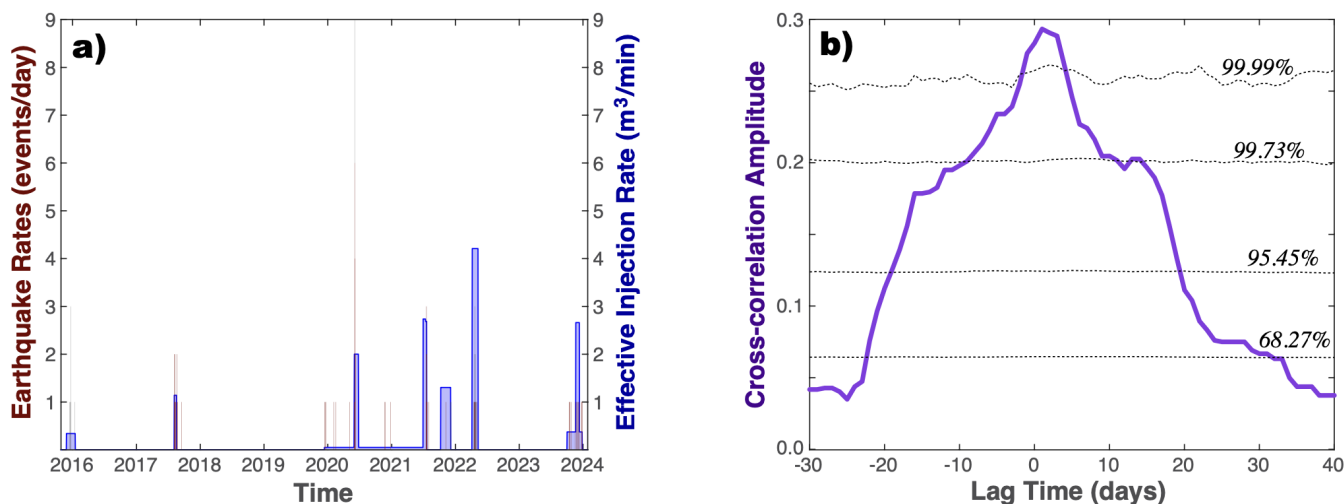 a)
Earthquake Rates (events/day)
9
8
7
6
5
4
3
2
1
9
8
7
6
5
4
3
2
1
Effective Injection Rate (m³/min)
2016 2017 2018 2019 2020 2021 2022 2023 2024
Time
b)
Cross-correlation Amplitude
0.3
0.2
0.1
0.0
99.99%
99.73%
95.45%
68.27%
-30 -20 -10 0 10 20 30 40
Lag Time (days)